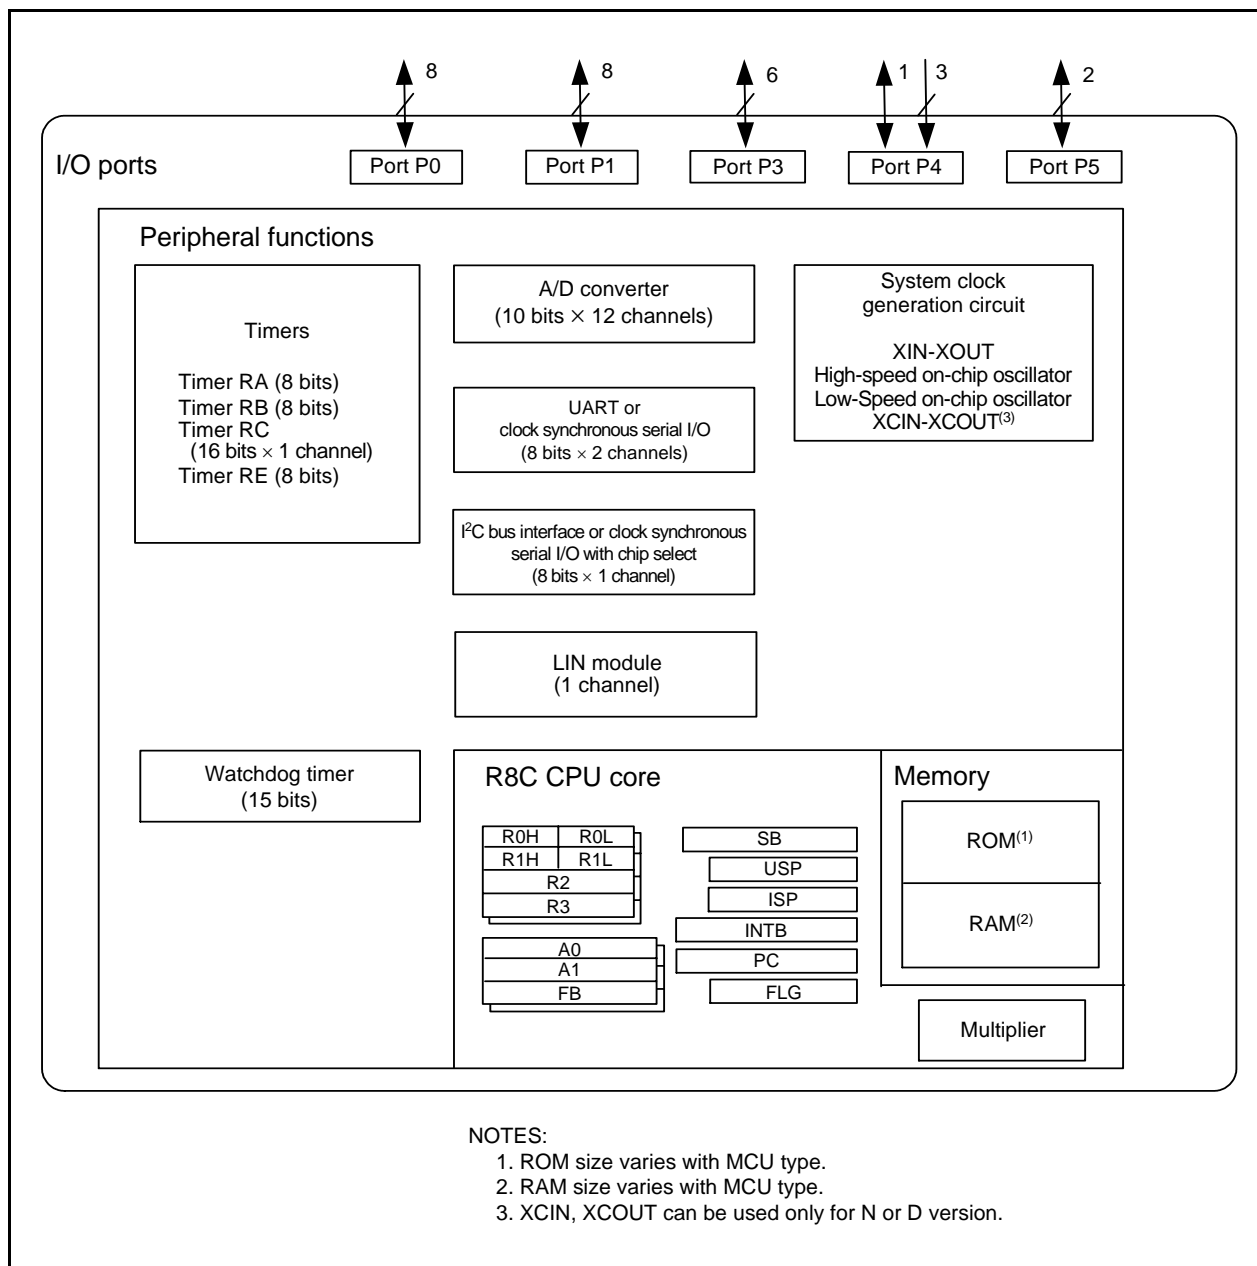 8
8
6
1
3
2
I/O ports
Port P0
Port P1
Port P3
Port P4
Port P5
Peripheral functions
Timers
Timer RA (8 bits)
Timer RB (8 bits)
Timer RC
(16 bits × 1 channel)
Timer RE (8 bits)
A/D converter
(10 bits × 12 channels)
UART or
clock synchronous serial I/O
(8 bits × 2 channels)
I²C bus interface or clock synchronous
serial I/O with chip select
(8 bits × 1 channel)
LIN module
(1 channel)
System clock
generation circuit
XIN-XOUT
High-speed on-chip oscillator
Low-Speed on-chip oscillator
XCIN-XCOUT(3)
Watchdog timer
(15 bits)
R8C CPU core
R0H
R0L
R1H
R1L
R2
R3
A0
A1
FB
SB
USP
ISP
INTB
PC
FLG
Memory
ROM(1)
RAM(2)
Multiplier
NOTES:
1. ROM size varies with MCU type.
2. RAM size varies with MCU type.
3. XCIN, XCOUT can be used only for N or D version.